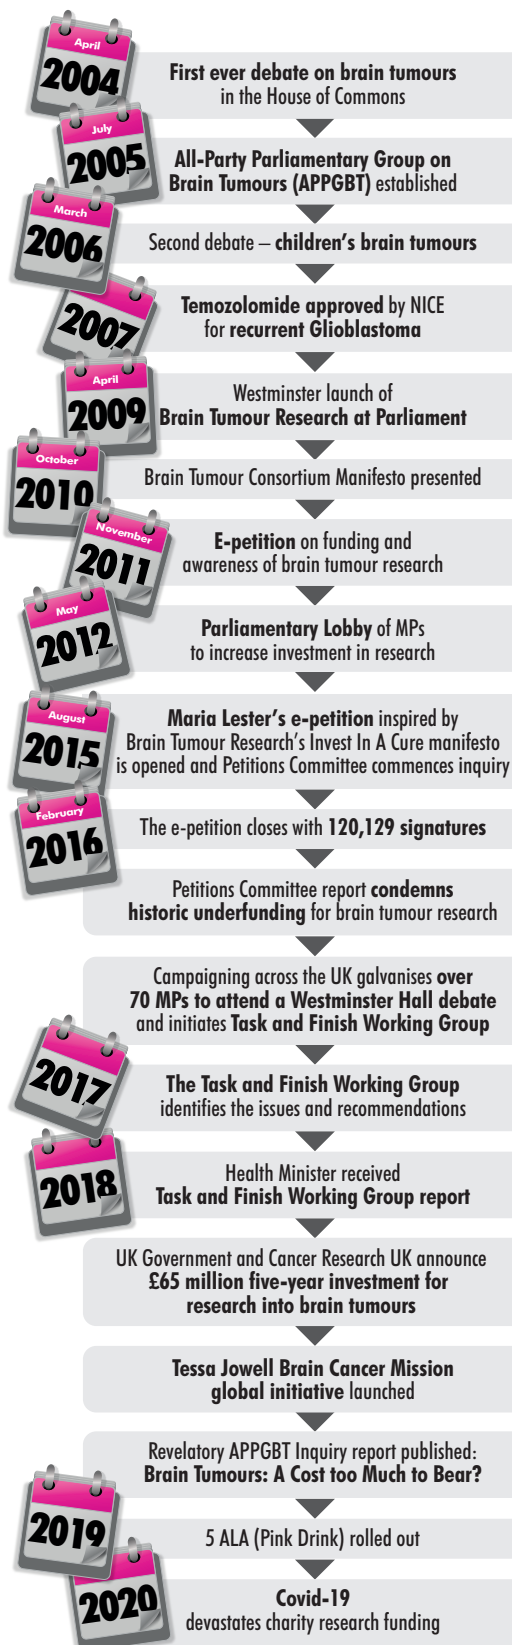 April
2004
First ever debate on brain tumours
in the House of Commons
July
2005
All-Party Parliamentary Group on
Brain Tumours (APPGBT) established
March
2006
Second debate – children's brain tumours
2007
Temozolomide approved by NICE
for recurrent Glioblastoma
April
2009
Westminster launch of
Brain Tumour Research at Parliament
October
2010
Brain Tumour Consortium Manifesto presented
November
2011
E-petition on funding and
awareness of brain tumour research
May
2012
Parliamentary Lobby of MPs
to increase investment in research
August
2015
Maria Lester's e-petition inspired by
Brain Tumour Research's Invest In A Cure manifesto
is opened and Petitions Committee commences inquiry
February
2016
The e-petition closes with 120,129 signatures
Petitions Committee report condemns
historic underfunding for brain tumour research
Campaigning across the UK galvanises over
70 MPs to attend a Westminster Hall debate
and initiates Task and Finish Working Group
2017
The Task and Finish Working Group
identifies the issues and recommendations
2018
Health Minister received
Task and Finish Working Group report
UK Government and Cancer Research UK announce
£65 million five-year investment for
research into brain tumours
Tessa Jowell Brain Cancer Mission
global initiative launched
Revelatory APPGBT Inquiry report published:
Brain Tumours: A Cost too Much to Bear?
2019
5 ALA (Pink Drink) rolled out
2020
Covid-19
devastates charity research funding